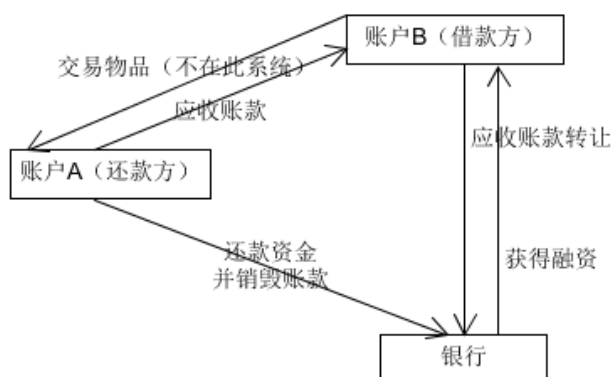 账户B（借款方）
交易物品（不在此系统）
应收账款
应收账款转让
账户A（还款方）
还款资金
并销毁账款
获得融资
银行